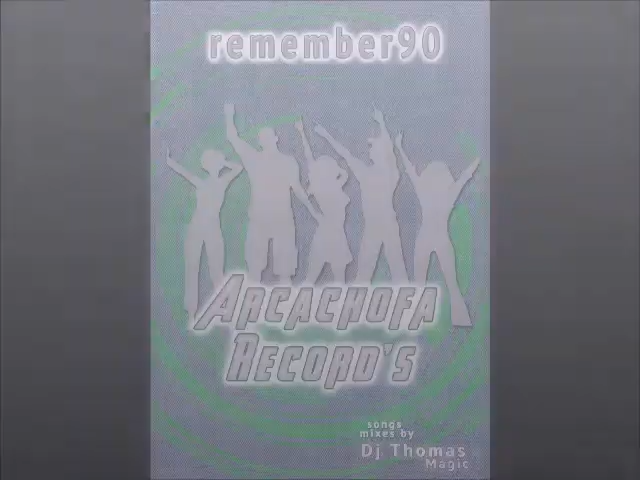 remember90
Arcachofa
Record's
songs
mixes by
Dj Thomas
Magic